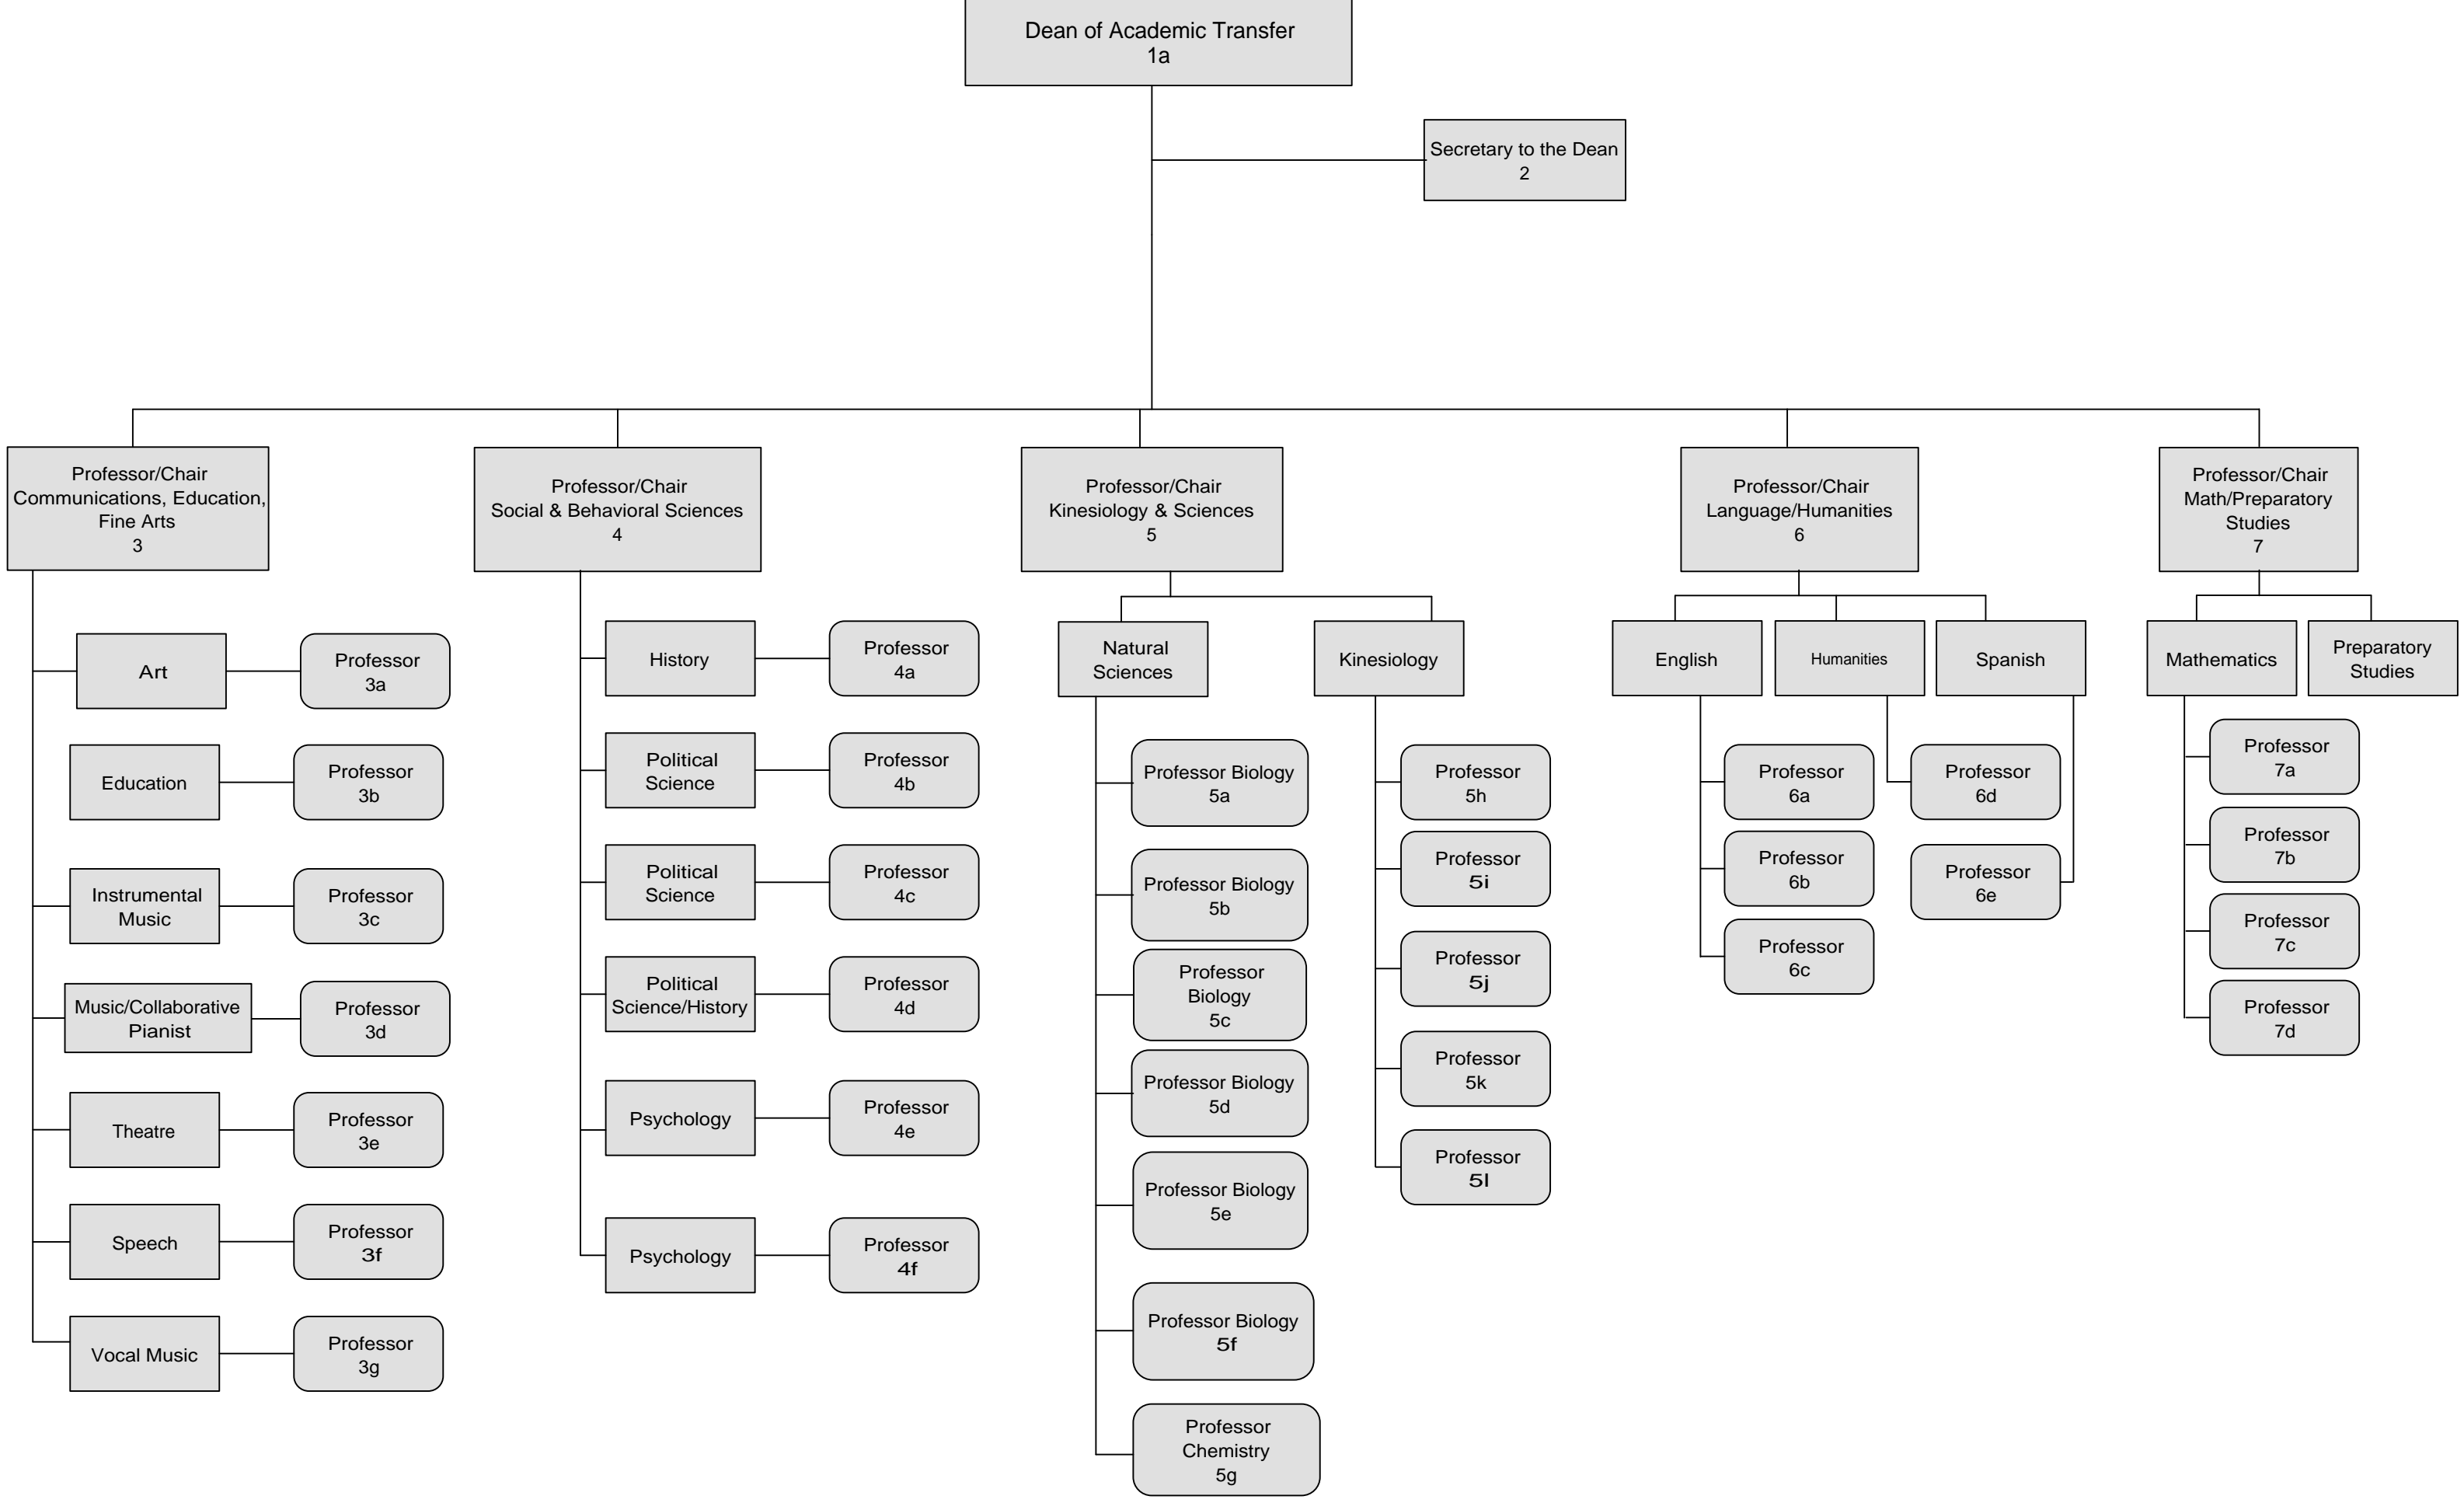 Dean of Academic Transfer
1a
Secretary to the Dean
2
Professor/Chair
Communications, Education,
Fine Arts
3
Professor/Chair
Social & Behavioral Sciences
4
Professor/Chair
Kinesiology & Sciences
5
Professor/Chair
Language/Humanities
6
Professor/Chair
Math/Preparatory
Studies
7
Art
Professor
3a
Education
Professor
3b
Instrumental
Music
Professor
3c
Music/Collaborative
Pianist
Professor
3d
Theatre
Professor
3e
Speech
Professor
3f
Vocal Music
Professor
3g
History
Professor
4a
Political
Science
Professor
4b
Political
Science
Professor
4c
Political
Science/History
Professor
4d
Psychology
Professor
4e
Psychology
Professor
4f
Natural
Sciences
Professor Biology
5a
Professor Biology
5b
Professor
Biology
5c
Professor Biology
5d
Professor Biology
5e
Professor Biology
5f
Professor
Chemistry
5g
Kinesiology
Professor
5h
Professor
5i
Professor
5j
Professor
5k
Professor
5l
English
Professor
6a
Professor
6b
Professor
6c
Humanities
Professor
6d
Spanish
Professor
6e
Mathematics
Professor
7a
Professor
7b
Professor
7c
Professor
7d
Preparatory
Studies